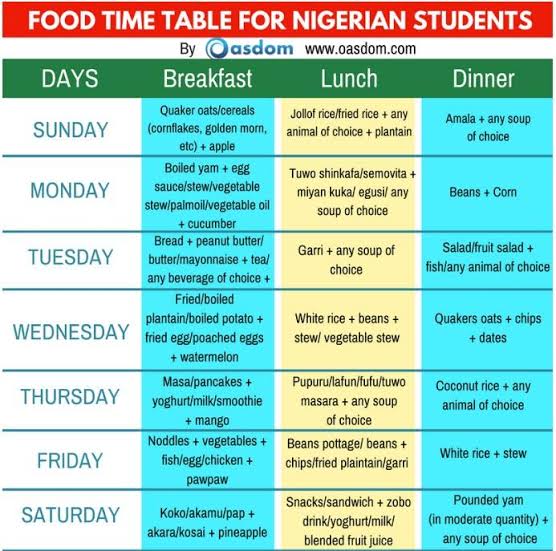 FOOD TIME TABLE FOR NIGERIAN STUDENTS
By Oasdom www.oasdom.com
DAYS Breakfast Lunch Dinner
SUNDAY
Quaker oats/cereals
(cornflakes, golden morn,
etc) + apple
Jollof rice/fried rice + any
animal of choice + plantain
Amala + any soup
of choice
MONDAY
Boiled yam + egg
sauce/stew/vegetable
stew/palmoil/vegetable oil
+ cucumber
Tuwo shinkafa/semovita +
miyan kuka/ egusi/ any
soup of choice
Beans + Corn
TUESDAY
Bread + peanut butter/
butter/mayonnaise + tea/
any beverage of choice +
Garri + any soup of
choice
Salad/fruit salad +
fish/any animal of choice
WEDNESDAY
Fried/boiled
plantain/boiled potato +
fried egg/poached eggs
+ watermelon
White rice + beans +
stew/ vegetable stew
Quakers oats + chips
+ dates
THURSDAY
Masa/pancakes +
yoghurt/milk/smoothie
+ mango
Pupuru/lafun/fufu/tuwo
masara + any soup
of choice
Coconut rice + any
animal of choice
FRIDAY
Noddles + vegetables +
fish/egg/chicken +
pawpaw
Beans pottage/ beans +
chips/fried plaintain/garri
White rice + stew
SATURDAY
Koko/akamu/pap +
akara/kosai + pineapple
Snacks/sandwich + zobo
drink/yoghurt/milk/
blended fruit juice
Pounded yam
(in moderate quantity) +
any soup of choice